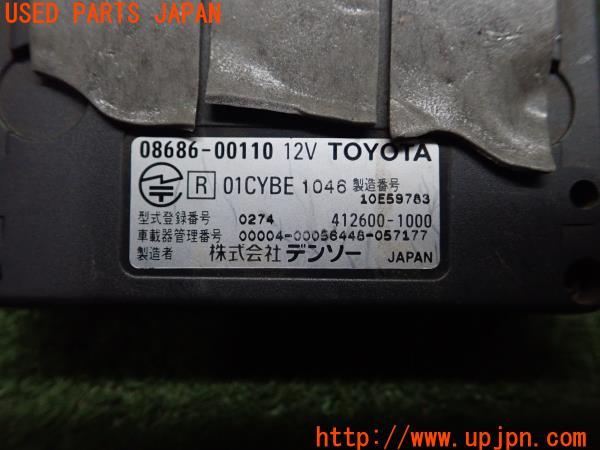 USED PARTS JAPAN
08686-00110 12V TOYOTA
R 01CYBE 1046 製造番号
10E59783
型式登録番号 0274 412600-1000
車載器管理番号 00004-00056448-057177
製造者 株式会社 デンソー JAPAN
UPJ
http://www.upjpn.com